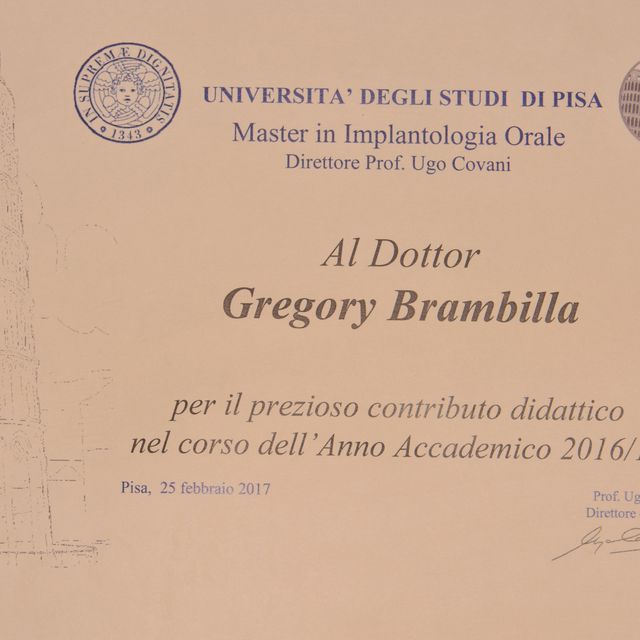 IN SUPREMÆ DIGNITATIS
1343
UNIVERSITA' DEGLI STUDI DI PISA
Master in Implantologia Orale
Direttore Prof. Ugo Covani
Al Dottor
Gregory Brambilla
per il prezioso contributo didattico
nel corso dell'Anno Accademico 2016/1
Pisa, 25 febbraio 2017
Prof. Ug
Direttore